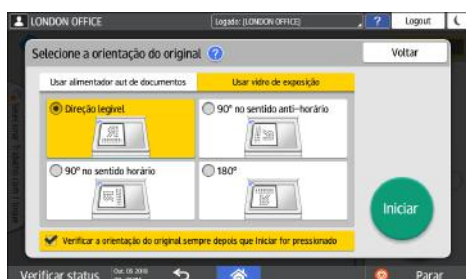 LONDON OFFICE
Logado: [LONDON OFFICE]
?
Logout
Selecione a orientação do original ?
Voltar
Usar alimentador aut de documentos
Usar vidro de exposição
Direção legível
90° no sentido anti-horário
90° no sentido horário
180°
Iniciar
Verificar a orientação do original sempre depois que Iniciar for pressionado
Verificar status
Parar